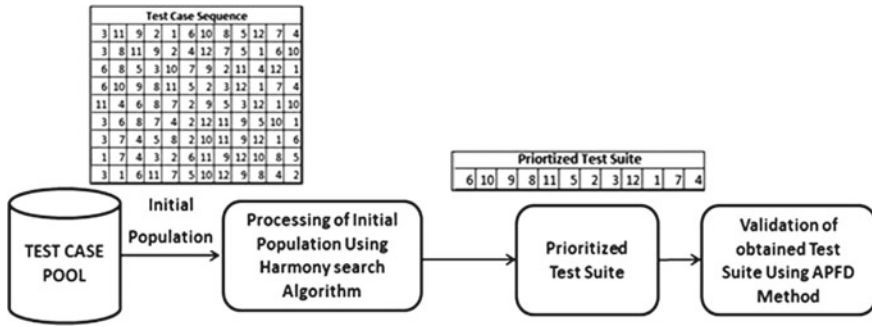 Test Case Sequence
3 11 9 2 1 6 10 8 5 12 7 4
3 8 11 9 2 4 12 7 5 1 6 10
6 8 5 3 10 7 9 2 11 4 12 1
6 10 9 8 11 5 2 3 12 1 7 4
11 4 6 8 7 2 9 5 3 12 1 10
3 6 8 7 4 2 12 11 9 5 10 1
3 7 4 5 8 2 10 11 9 12 1 6
1 7 4 3 2 6 11 9 12 10 8 5
3 1 6 11 7 5 10 12 9 8 4 2
Priortized Test Suite
6 10 9 8 11 5 2 3 12 1 7 4
TEST CASE
POOL
Initial
Population
Processing of Initial
Population Using
Harmony search
Algorithm
Prioritized
Test Suite
Validation of
obtained Test
Suite Using APFD
Method